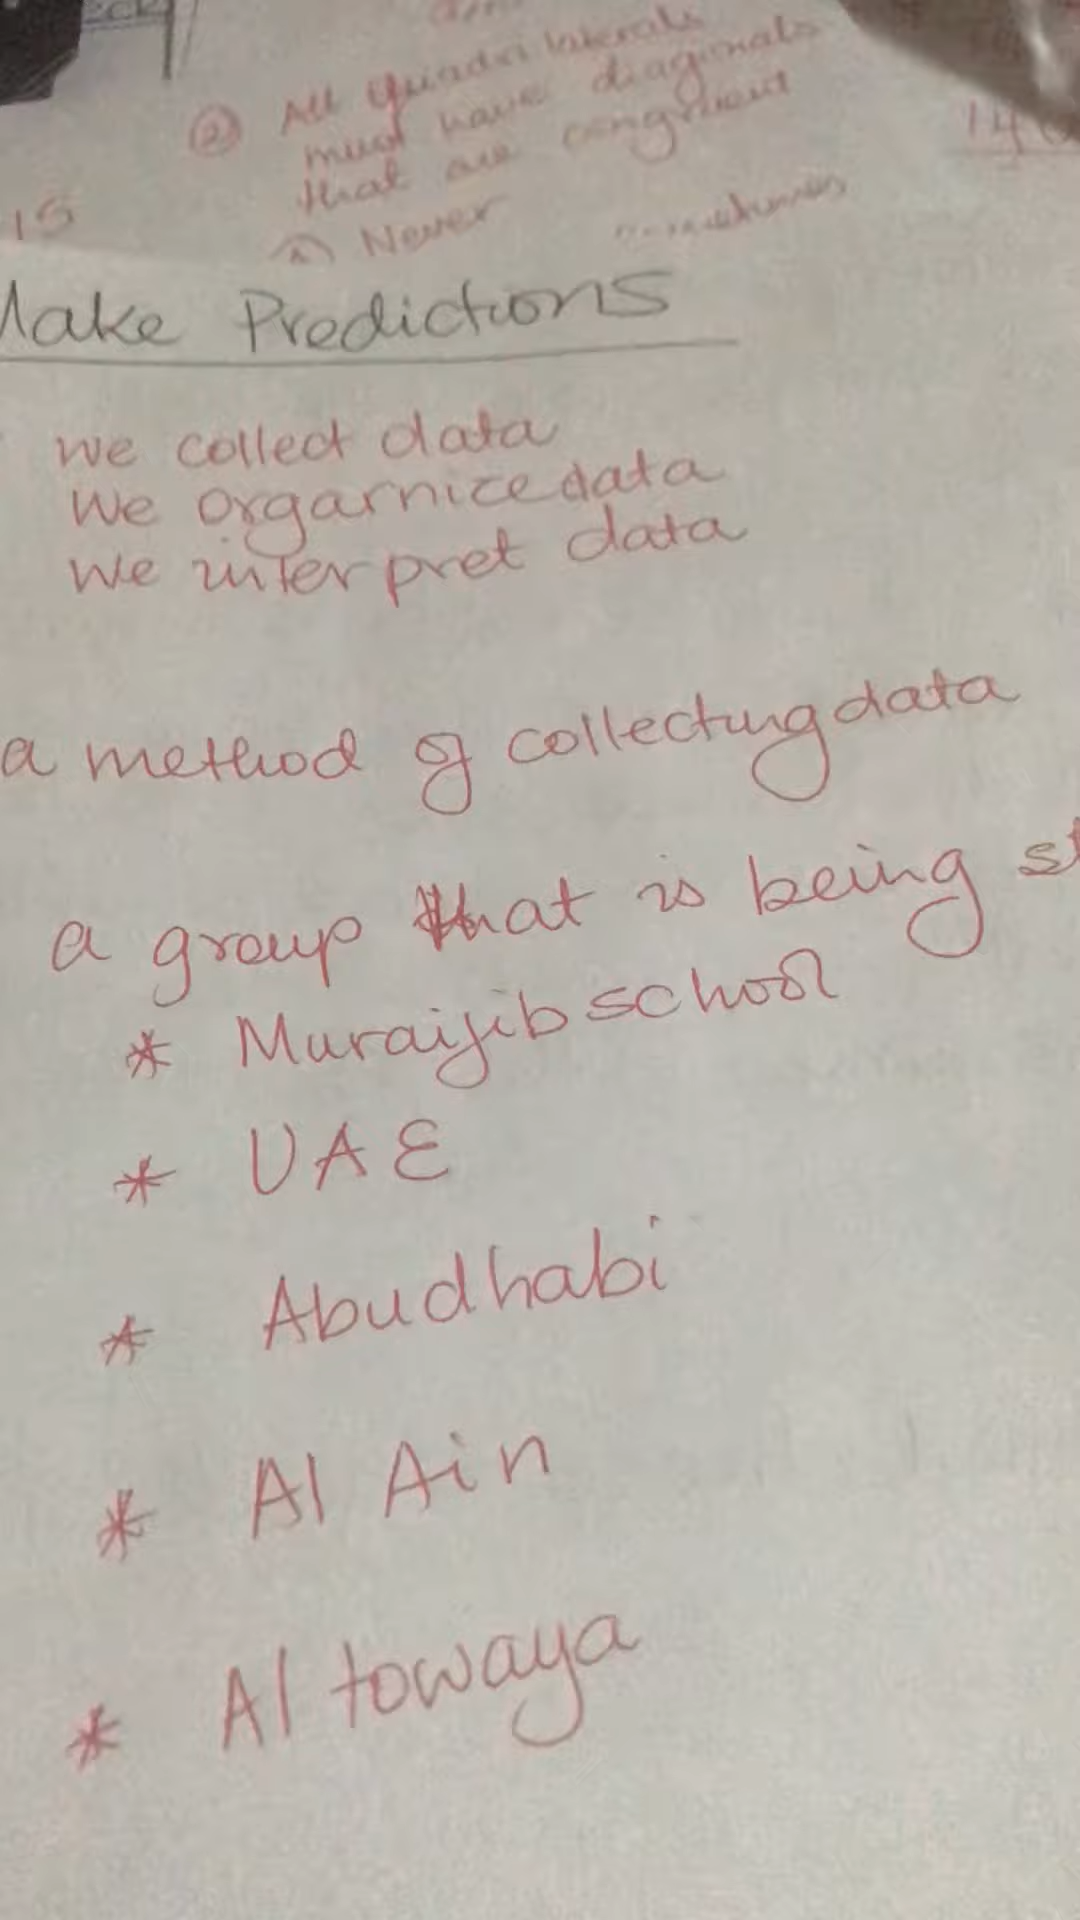 ② All quadrilaterals
must have diagonals
that are congruent
15
A) Never
Make Predictions
we collect data
We orgarnize data
We interpret data
a method of collecting data
a group that is being
* Muraijib school
* UAE
* Abudhabi
* Al Ain
* Al towaya